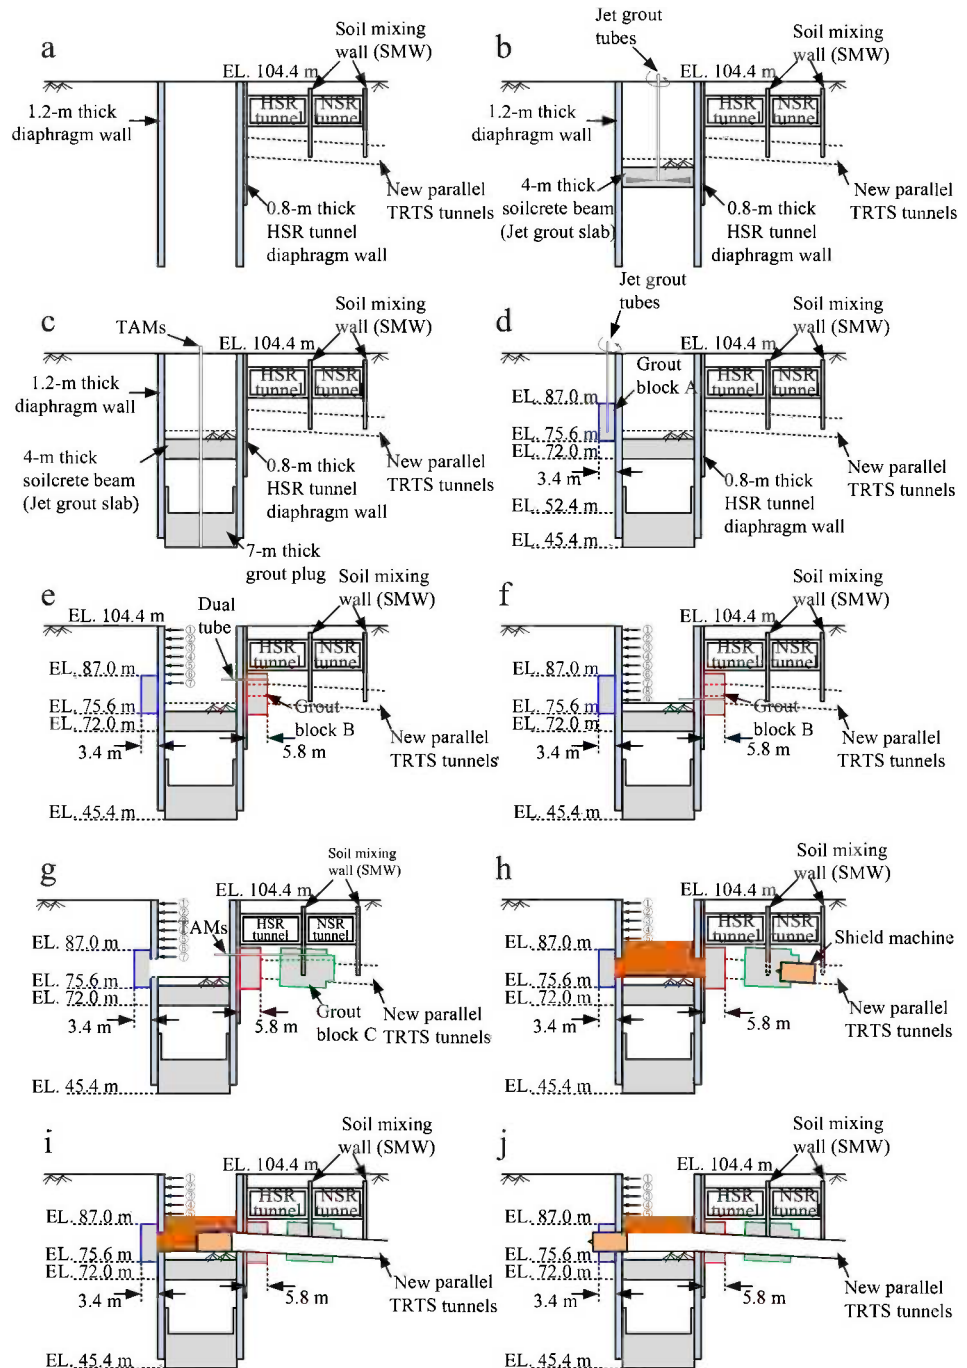 a
Soil mixing
wall (SMW)
EL. 104.4 m
HSR
tunnel
NSR
tunnel
1.2-m thick
diaphragm wall
New parallel
TRTS tunnels
0.8-m thick
HSR tunnel
diaphragm wall
b
Jet grout
tubes
Soil mixing
wall (SMW)
EL. 104.4 m
HSR
tunnel
NSR
tunnel
1.2-m thick
diaphragm wall
4-m thick
soilcrete beam
(Jet grout slab)
New parallel
TRTS tunnels
0.8-m thick
HSR tunnel
diaphragm wall
c
TAMs
Soil mixing
wall (SMW)
EL. 104.4 m
HSR
tunnel
NSR
tunnel
1.2-m thick
diaphragm wall
4-m thick
soilcrete beam
(Jet grout slab)
New parallel
TRTS tunnels
0.8-m thick
HSR tunnel
diaphragm wall
7-m thick
grout plug
d
Jet grout
tubes
Soil mixing
wall (SMW)
EL. 104.4 m
Grout
block A
HSR
tunnel
NSR
tunnel
EL. 87.0 m
EL. 75.6 m
EL. 72.0 m
3.4 m
EL. 52.4 m
EL. 45.4 m
New parallel
TRTS tunnels
0.8-m thick
HSR tunnel
diaphragm wall
e
EL. 104.4 m
Dual
tube
Soil mixing
wall (SMW)
HSR
tunnel
NSR
tunnel
①
②
③
④
⑤
⑥
⑦
EL. 87.0 m
EL. 75.6 m
EL. 72.0 m
3.4 m
Grout
block B
5.8 m
New parallel
TRTS tunnels
EL. 45.4 m
f
Soil mixing
wall (SMW)
EL. 104.4 m
HSR
tunnel
NSR
tunnel
EL. 87.0 m
EL. 75.6 m
EL. 72.0 m
3.4 m
Grout
block B
5.8 m
New parallel
TRTS tunnels
EL. 45.4 m
g
Soil mixing
wall (SMW)
EL. 104.4 m
AMs
HSR
tunnel
NSR
tunnel
EL. 87.0 m
EL. 75.6 m
EL. 72.0 m
3.4 m
5.8 m
Grout
block C
New parallel
TRTS tunnels
EL. 45.4 m
h
Soil mixing
wall (SMW)
EL. 104.4 m
HSR
tunnel
NSR
tunnel
Shield machine
EL. 87.0 m
EL. 75.6 m
EL. 72.0 m
3.4 m
5.8 m
New parallel
TRTS tunnels
EL. 45.4 m
i
Soil mixing
wall (SMW)
EL. 104.4 m
HSR
tunnel
NSR
tunnel
EL. 87.0 m
EL. 75.6 m
EL. 72.0 m
3.4 m
5.8 m
New parallel
TRTS tunnels
EL. 45.4 m
j
Soil mixing
wall (SMW)
EL. 104.4 m
HSR
tunnel
NSR
tunnel
EL. 87.0 m
EL. 75.6 m
EL. 72.0 m
3.4 m
5.8 m
New parallel
TRTS tunnels
EL. 45.4 m